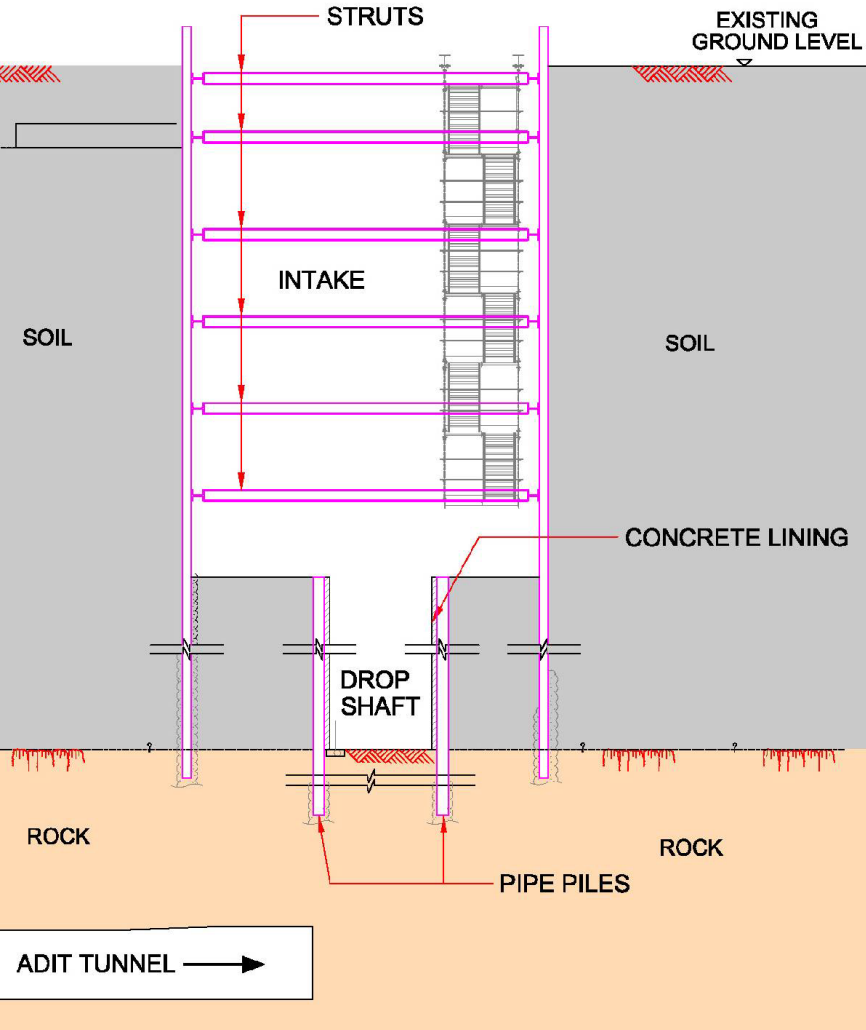 STRUTS
EXISTING
GROUND LEVEL
INTAKE
SOIL
SOIL
CONCRETE LINING
DROP
SHAFT
ROCK
ROCK
PIPE PILES
ADIT TUNNEL